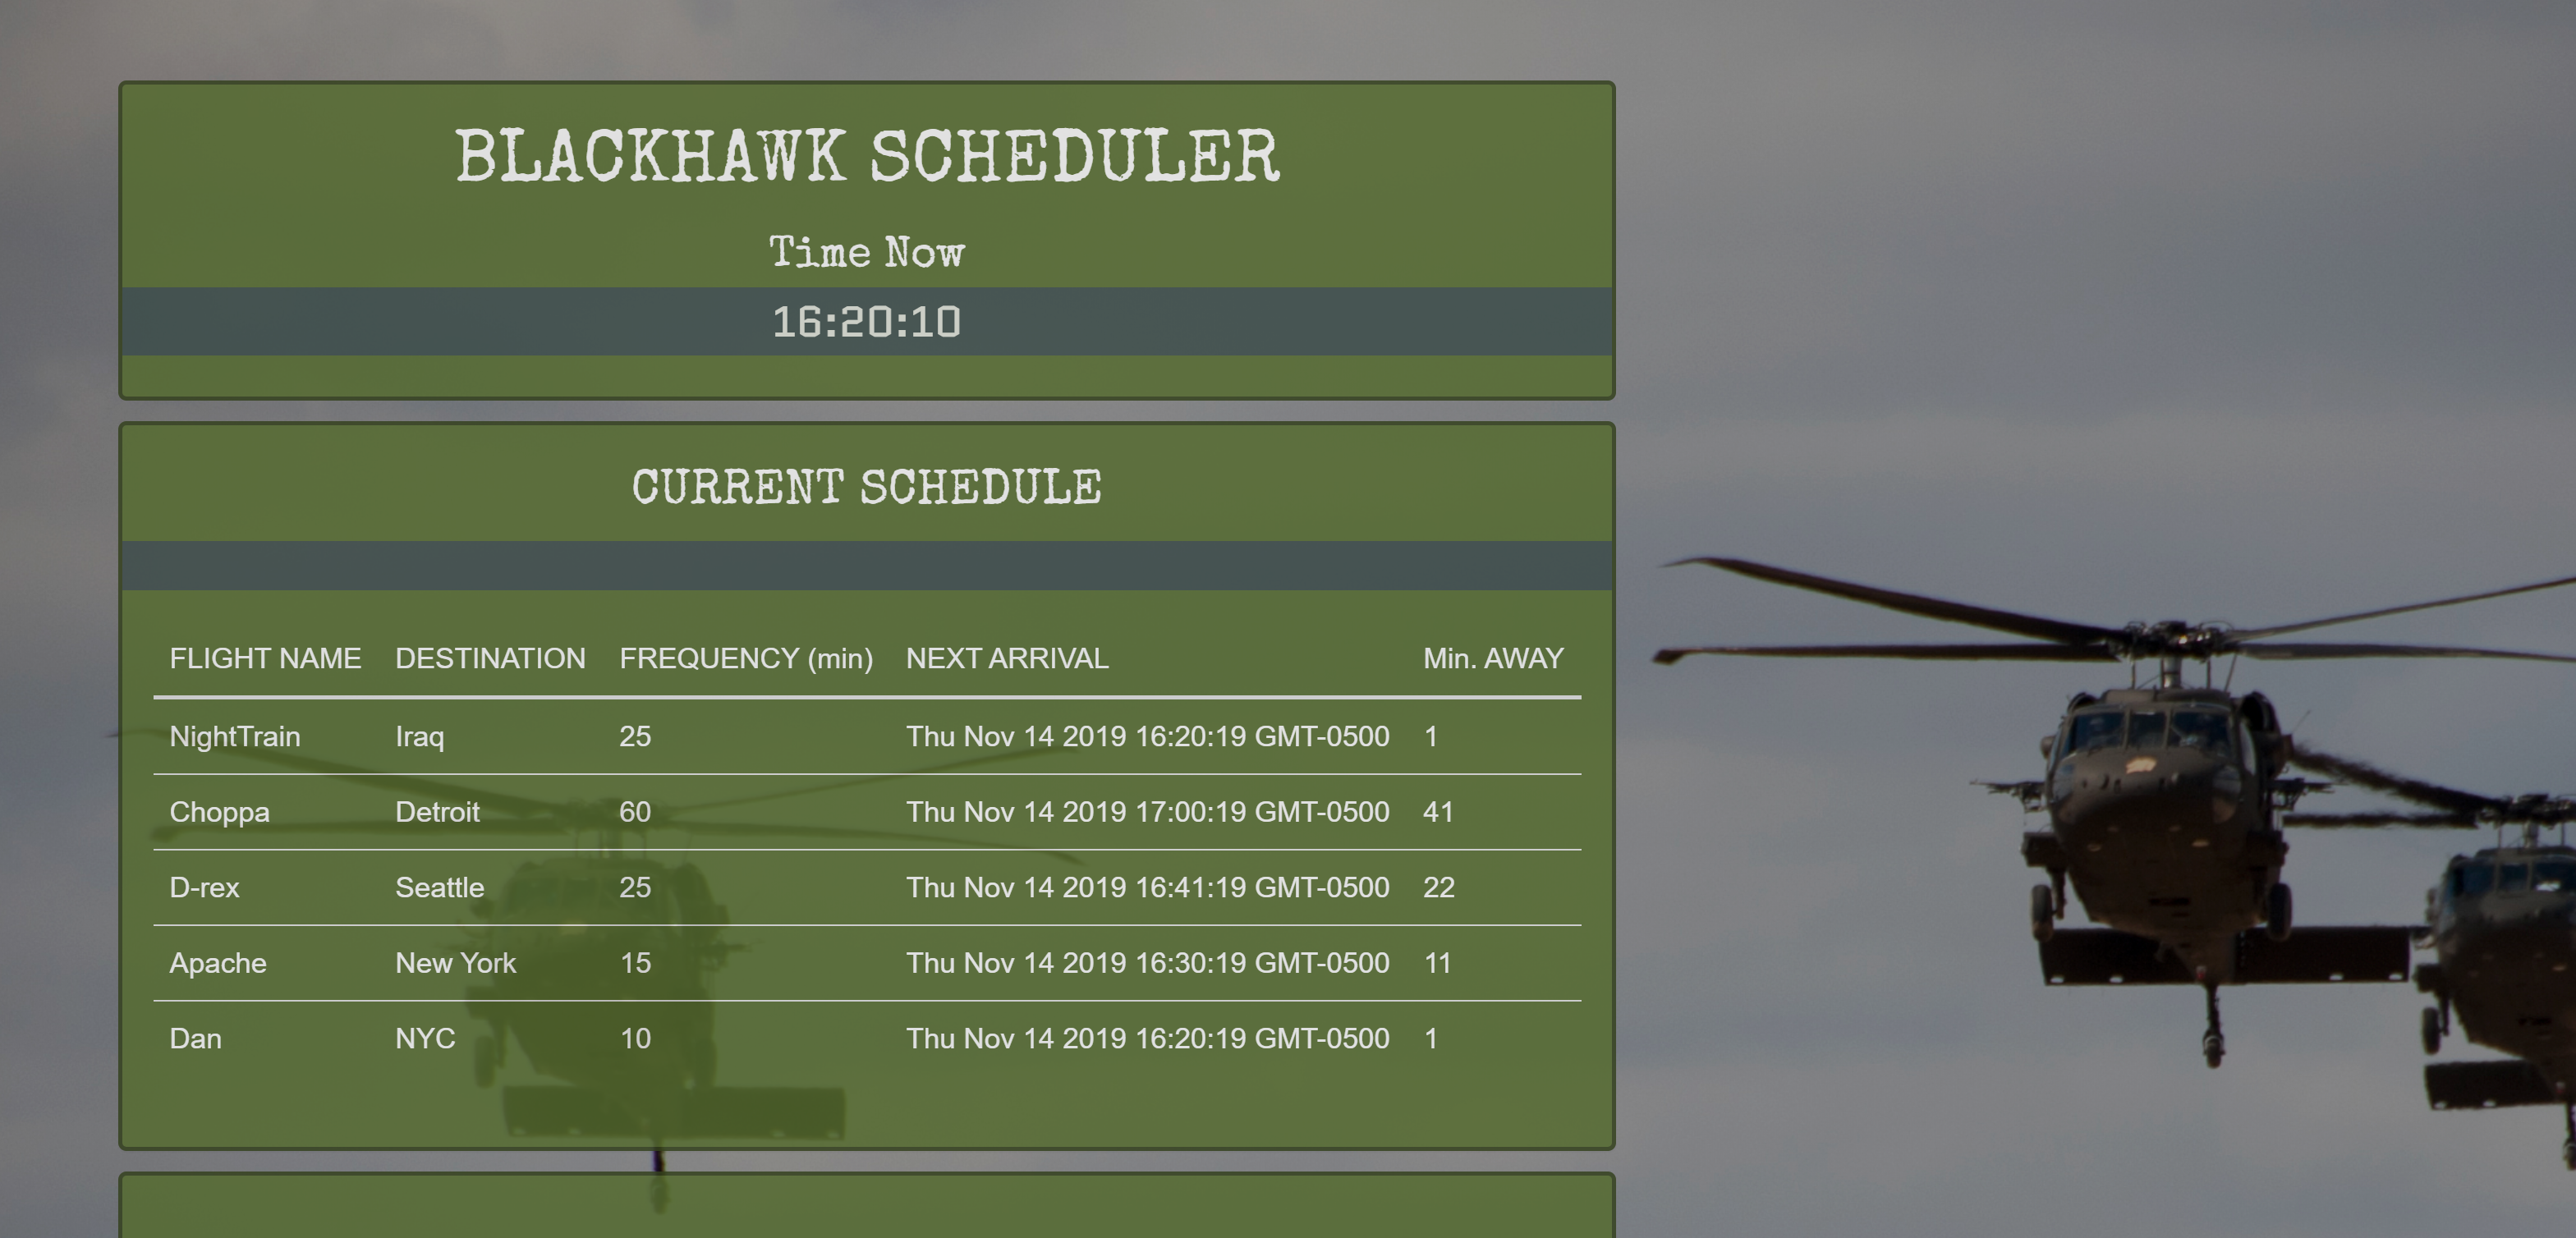 BLACKHAWK SCHEDULER
Time Now
16:20:10
CURRENT SCHEDULE
FLIGHT NAME DESTINATION FREQUENCY (min) NEXT ARRIVAL Min. AWAY
NightTrain Iraq 25 Thu Nov 14 2019 16:20:19 GMT-0500 1
Choppa Detroit 60 Thu Nov 14 2019 17:00:19 GMT-0500 41
D-rex Seattle 25 Thu Nov 14 2019 16:41:19 GMT-0500 22
Apache New York 15 Thu Nov 14 2019 16:30:19 GMT-0500 11
Dan NYC 10 Thu Nov 14 2019 16:20:19 GMT-0500 1